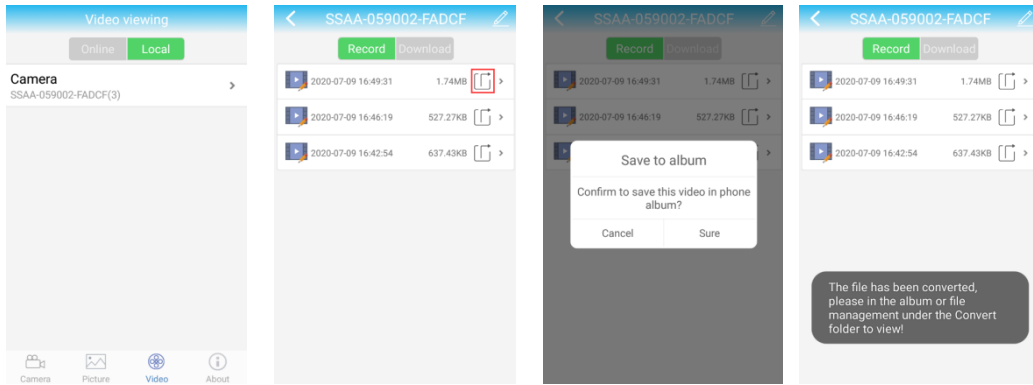 Video viewing
Online Local
Camera
SSAA-059002-FADCF(3)
Camera Picture Video About
SSAA-059002-FADCF
Record Download
2020-07-09 16:49:31 1.74MB
2020-07-09 16:46:19 527.27KB
2020-07-09 16:42:54 637.43KB
SSAA-059002-FADCF
Record Download
2020-07-09 16:49:31 1.74MB
2020-07-09 16:46:19 527.27KB
Save to album
Confirm to save this video in phone
album?
Cancel Sure
SSAA-059002-FADCF
Record Download
2020-07-09 16:49:31 1.74MB
2020-07-09 16:46:19 527.27KB
2020-07-09 16:42:54 637.43KB
The file has been converted,
please in the album or file
management under the Convert
folder to view!